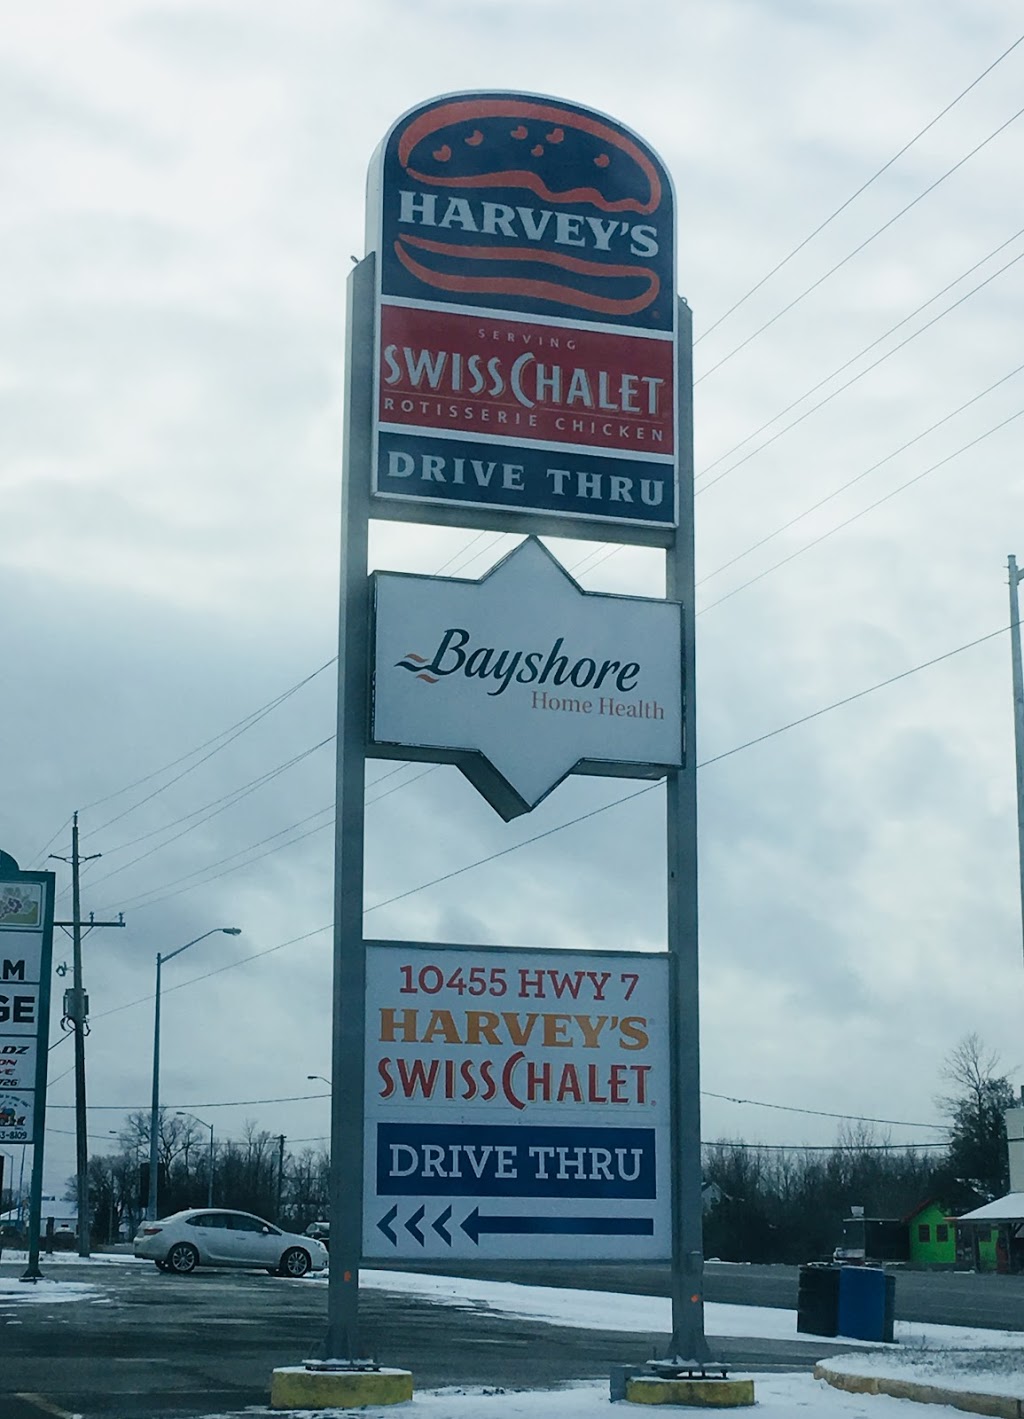 HARVEY'S
SERVING
SWISS CHALET
ROTISSERIE CHICKEN
DRIVE THRU
Bayshore
Home Health
10455 HWY 7
HARVEY'S
SWISS CHALET
DRIVE THRU